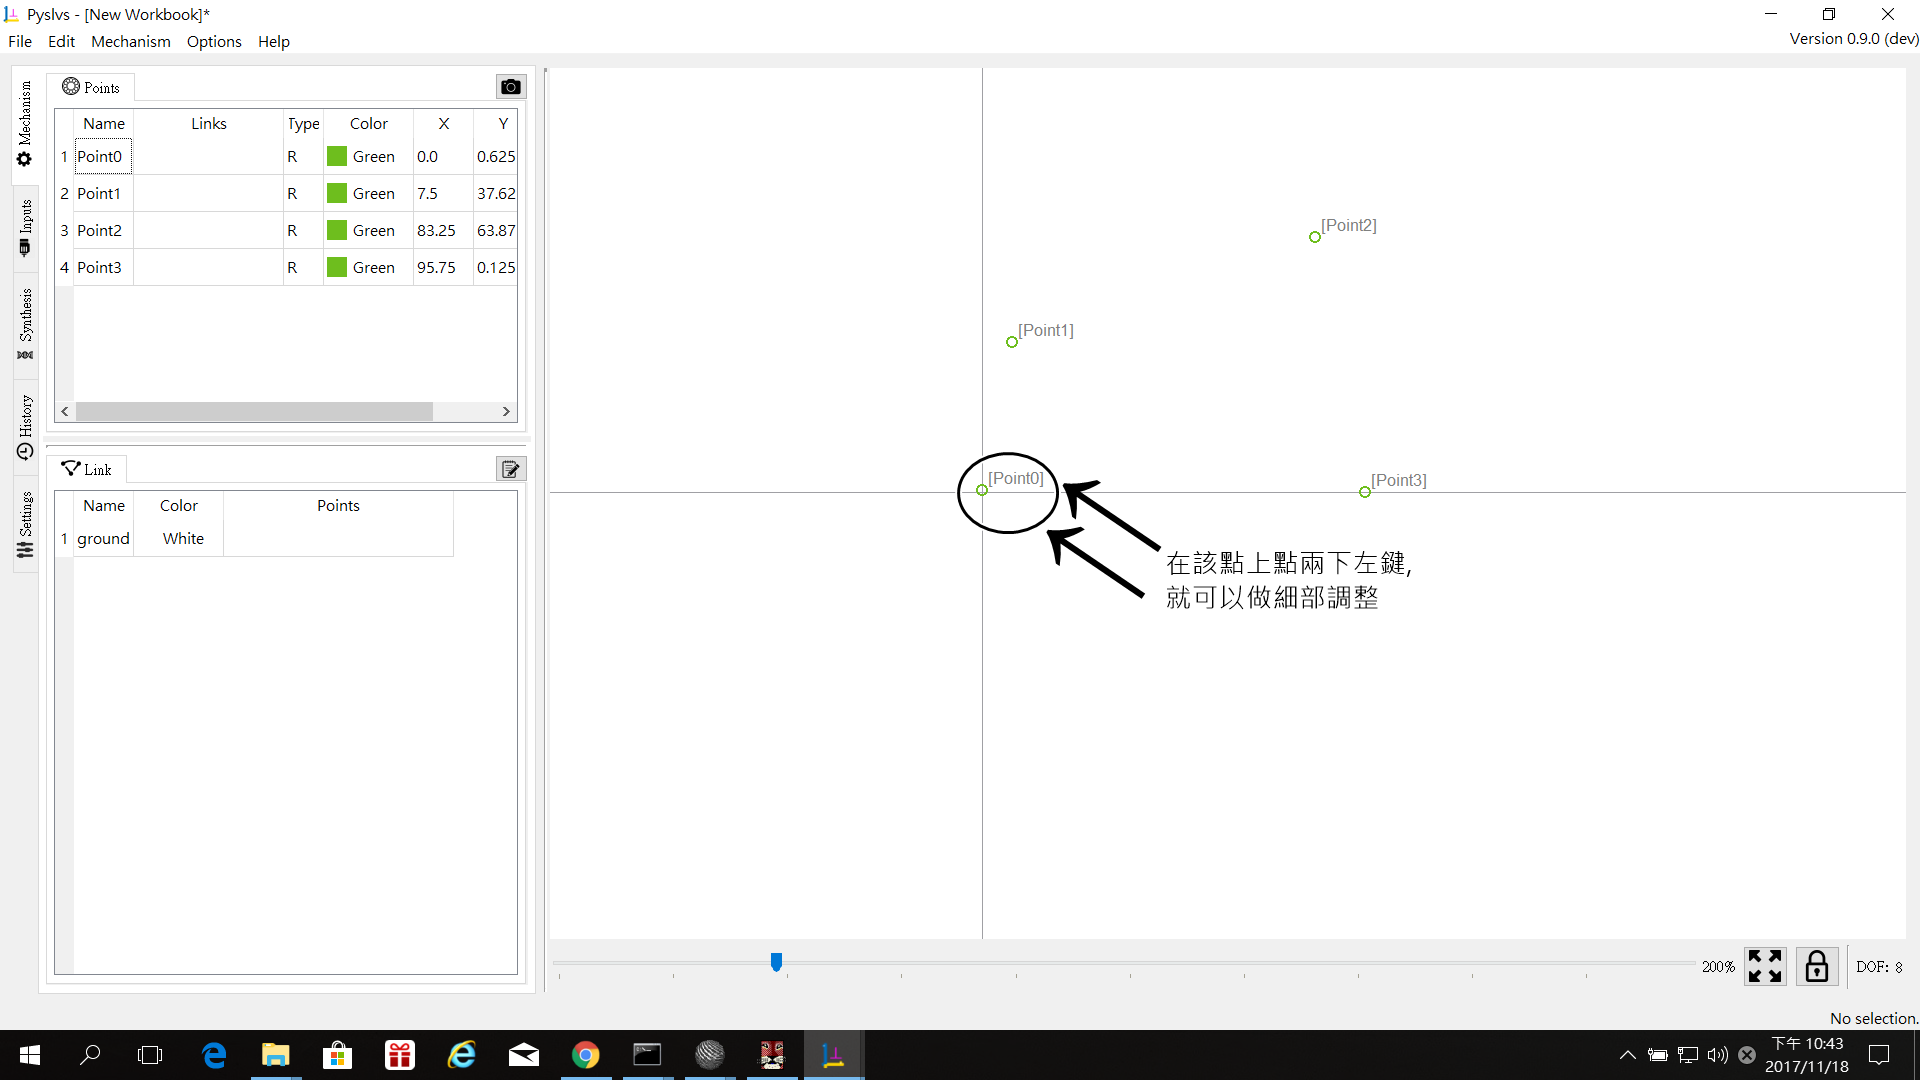 Pyslvs - [New Workbook]*
File Edit Mechanism Options Help
Version 0.9.0 (dev)
Mechanism
Inputs
Synthesis
History
Settings
Points
Name Links Type Color X Y
1 Point0 R Green 0.0 0.625
2 Point1 R Green 7.5 37.62
3 Point2 R Green 83.25 63.87
4 Point3 R Green 95.75 0.125
Link
Name Color Points
1 ground White
[Point2]
[Point1]
[Point0]
[Point3]
在該點上點兩下左鍵,
就可以做細部調整
200%
DOF: 8
No selection.
下午 10:43
2017/11/18